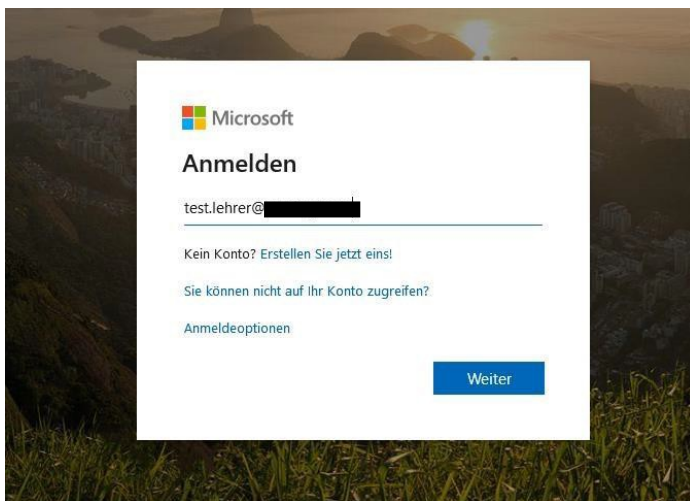 Microsoft
Anmelden
test.lehrer@
Kein Konto? Erstellen Sie jetzt eins!
Sie können nicht auf Ihr Konto zugreifen?
Anmeldeoptionen
Weiter